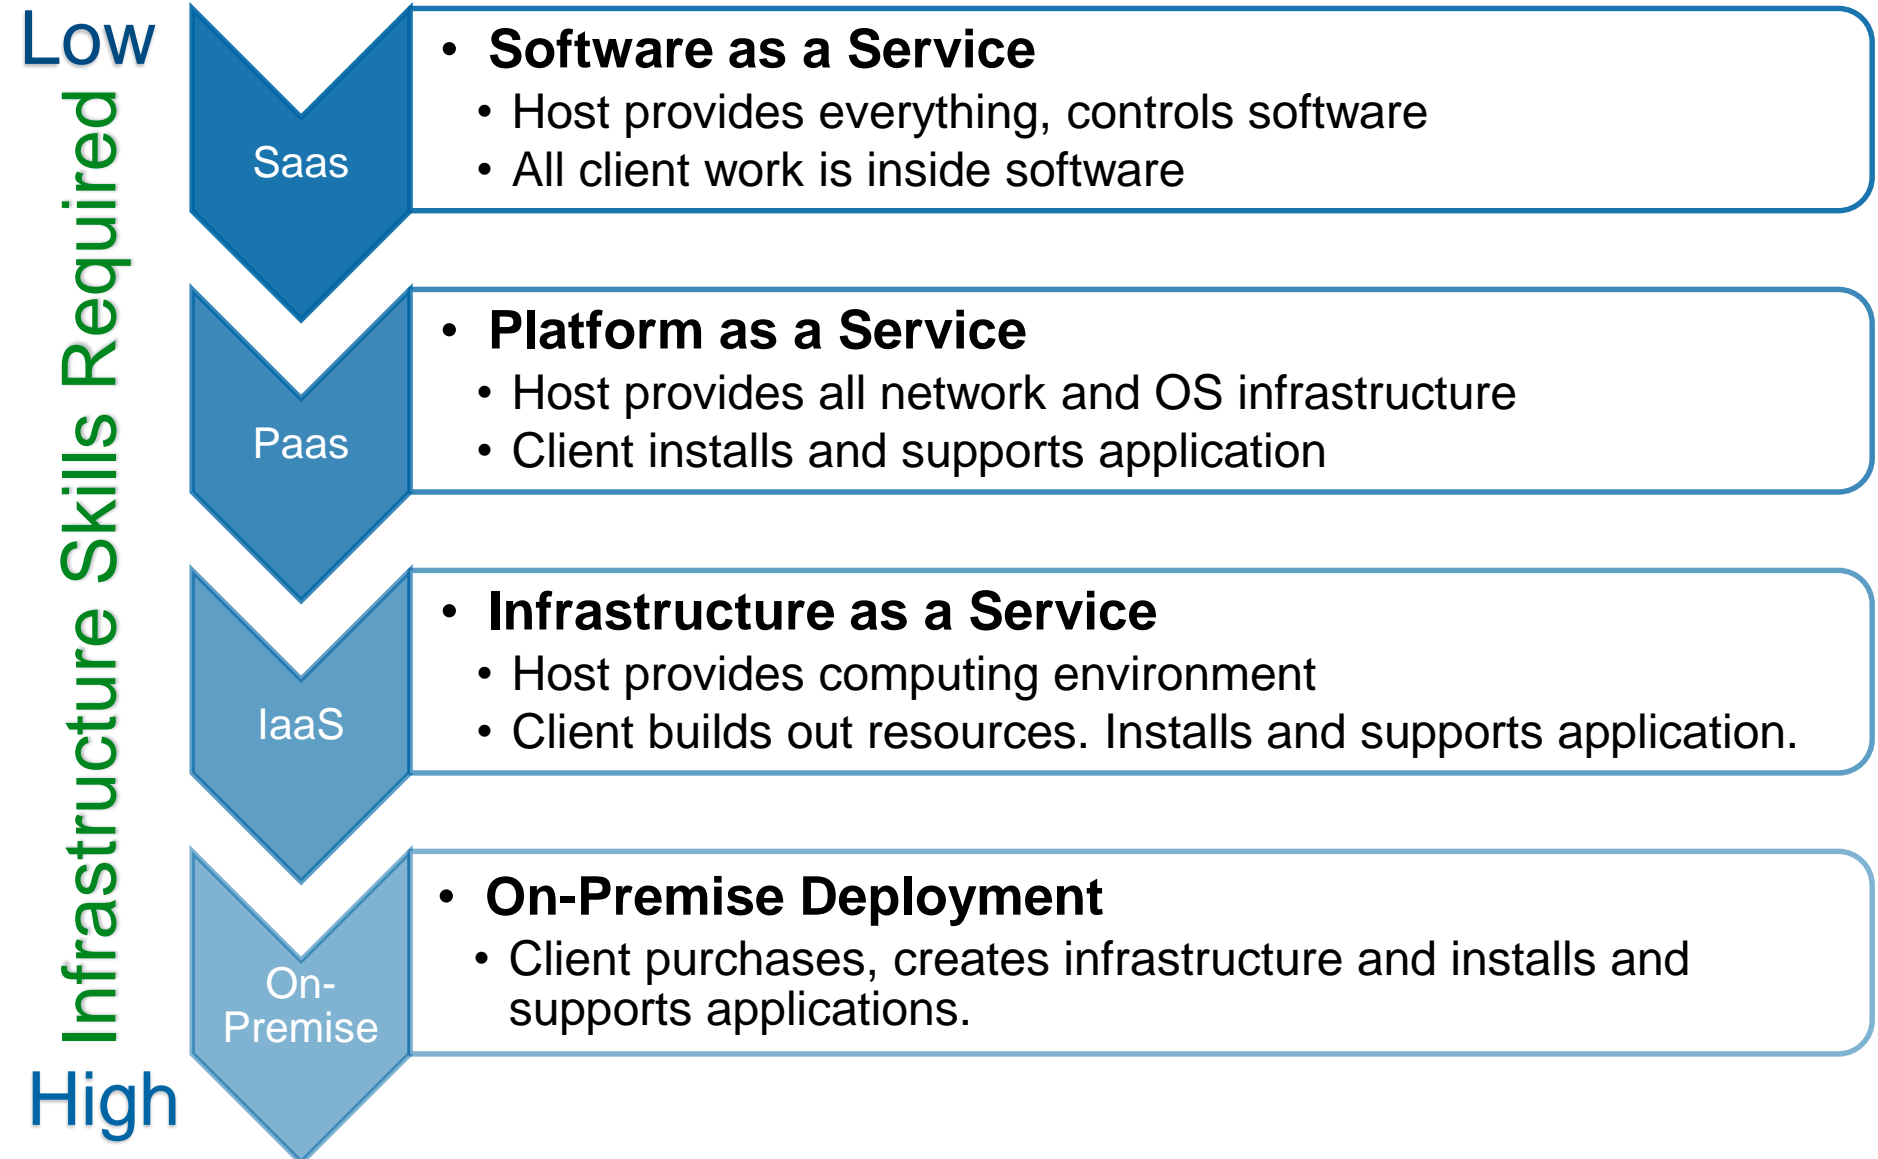 Low
Infrastructure Skills Required
High
Saas
• Software as a Service
• Host provides everything, controls software
• All client work is inside software
Paas
• Platform as a Service
• Host provides all network and OS infrastructure
• Client installs and supports application
IaaS
• Infrastructure as a Service
• Host provides computing environment
• Client builds out resources. Installs and supports application.
On-
Premise
• On-Premise Deployment
• Client purchases, creates infrastructure and installs and
supports applications.